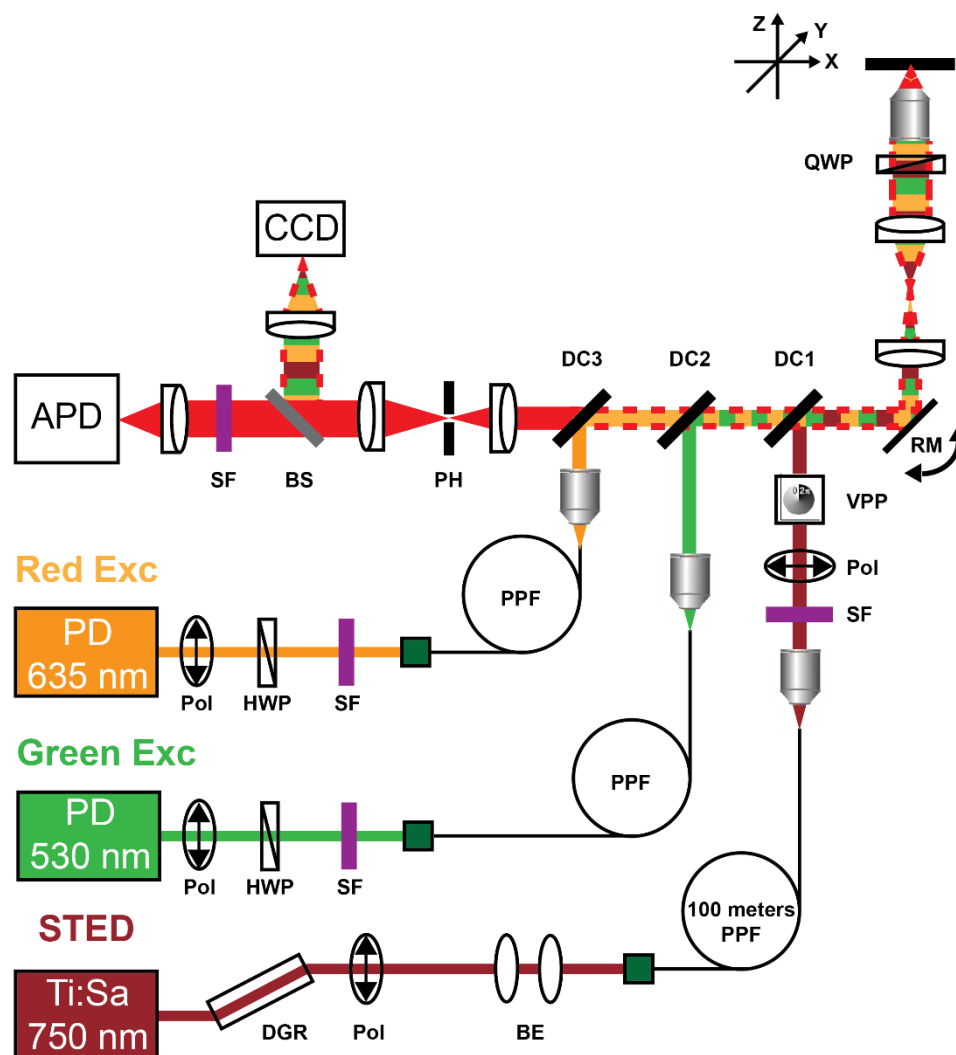 Z
Y
X
QWP
CCD
DC3
DC2
DC1
APD
RM
SF
BS
PH
VPP
0 2π
Pol
SF
Red Exc
PPF
PD
635 nm
Pol
HWP
SF
Green Exc
PPF
PD
530 nm
Pol
HWP
SF
STED
100 meters
PPF
Ti:Sa
750 nm
DGR
Pol
BE